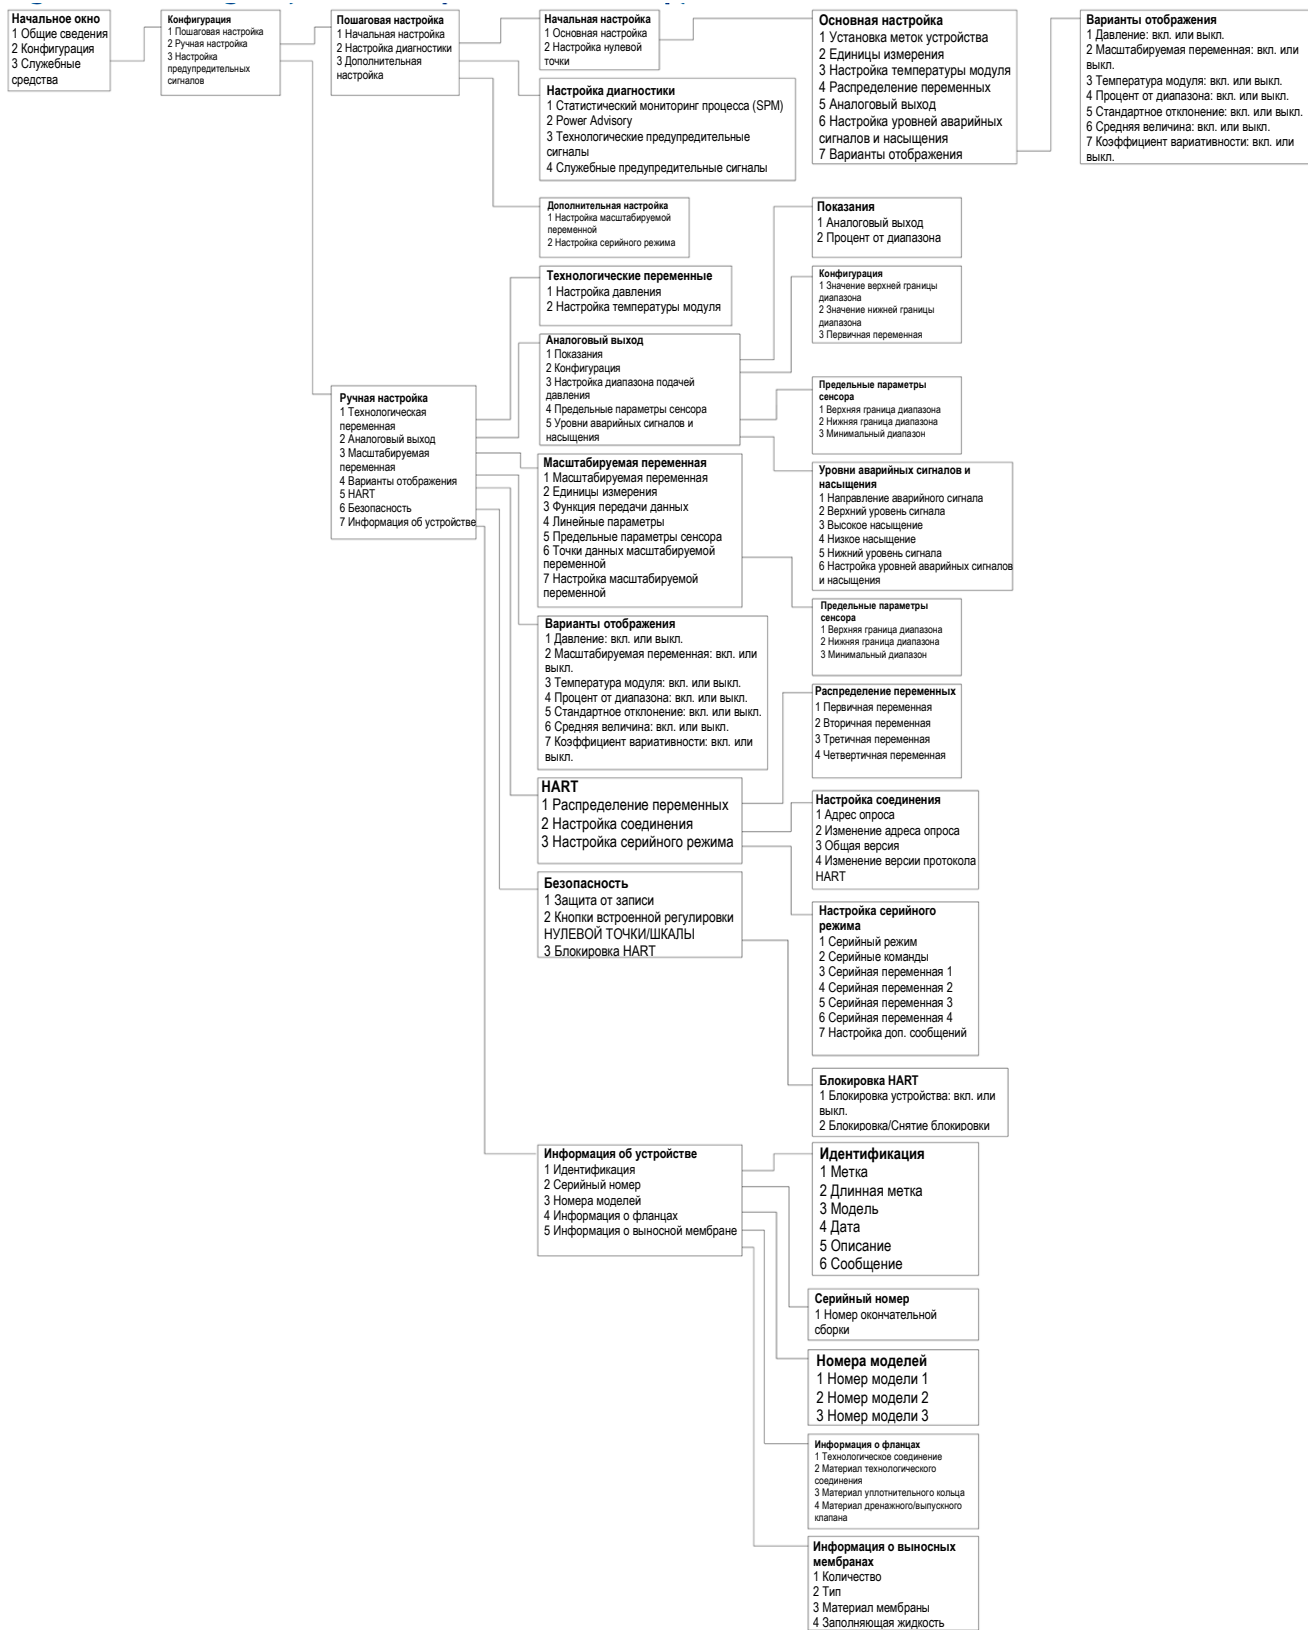 Начальное окно
1 Общие сведения
2 Конфигурация
3 Служебные
средства
Конфигурация
1 Пошаговая настройка
2 Ручная настройка
3 Настройка
предупредительных
сигналов
Пошаговая настройка
1 Начальная настройка
2 Настройка диагностики
3 Дополнительная
настройка
Начальная настройка
1 Основная настройка
2 Настройка нулевой
точки
Основная настройка
1 Установка меток устройства
2 Единицы измерения
3 Настройка температуры модуля
4 Распределение переменных
5 Аналоговый выход
6 Настройка уровней аварийных
сигналов и насыщения
7 Варианты отображения
Варианты отображения
1 Давление: вкл. или выкл.
2 Масштабируемая переменная: вкл. или
выкл.
3 Температура модуля: вкл. или выкл.
4 Процент от диапазона: вкл. или выкл.
5 Стандартное отклонение: вкл. или выкл.
6 Средняя величина: вкл. или выкл.
7 Коэффициент вариативности: вкл. или
выкл.
Настройка диагностики
1 Статистический мониторинг процесса (SPM)
2 Power Advisory
3 Технологические предупредительные
сигналы
4 Служебные предупредительные сигналы
Дополнительная настройка
1 Настройка масштабируемой
переменной
2 Настройка серийного режима
Показания
1 Аналоговый выход
2 Процент от диапазона
Технологические переменные
1 Настройка давления
2 Настройка температуры модуля
Конфигурация
1 Значение верхней границы
диапазона
2 Значение нижней границы
диапазона
3 Первичная переменная
Аналоговый выход
1 Показания
2 Конфигурация
3 Настройка диапазона подачей
давления
4 Предельные параметры сенсора
5 Уровни аварийных сигналов и
насыщения
Предельные параметры
сенсора
1 Верхняя граница диапазона
2 Нижняя граница диапазона
3 Минимальный диапазон
Ручная настройка
1 Технологическая
переменная
2 Аналоговый выход
3 Масштабируемая
переменная
4 Варианты отображения
5 HART
6 Безопасность
7 Информация об устройстве
Масштабируемая переменная
1 Масштабируемая переменная
2 Единицы измерения
3 Функция передачи данных
4 Линейные параметры
5 Предельные параметры сенсора
6 Точки данных масштабируемой
переменной
7 Настройка масштабируемой
переменной
Уровни аварийных сигналов и
насыщения
1 Направление аварийного сигнала
2 Верхний уровень сигнала
3 Высокое насыщение
4 Низкое насыщение
5 Нижний уровень сигнала
6 Настройка уровней аварийных сигналов
и насыщения
Предельные параметры
сенсора
1 Верхняя граница диапазона
2 Нижняя граница диапазона
3 Минимальный диапазон
Варианты отображения
1 Давление: вкл. или выкл.
2 Масштабируемая переменная: вкл. или
выкл.
3 Температура модуля: вкл. или выкл.
4 Процент от диапазона: вкл. или выкл.
5 Стандартное отклонение: вкл. или выкл.
6 Средняя величина: вкл. или выкл.
7 Коэффициент вариативности: вкл. или
выкл.
Распределение переменных
1 Первичная переменная
2 Вторичная переменная
3 Третичная переменная
4 Четвертичная переменная
HART
1 Распределение переменных
2 Настройка соединения
3 Настройка серийного режима
Настройка соединения
1 Адрес опроса
2 Изменение адреса опроса
3 Общая версия
4 Изменение версии протокола
HART
Безопасность
1 Защита от записи
2 Кнопки встроенной регулировки
НУЛЕВОЙ ТОЧКИ/ШКАЛЫ
3 Блокировка HART
Настройка серийного
режима
1 Серийный режим
2 Серийные команды
3 Серийная переменная 1
4 Серийная переменная 2
5 Серийная переменная 3
6 Серийная переменная 4
7 Настройка доп. сообщений
Блокировка HART
1 Блокировка устройства: вкл. или
выкл.
2 Блокировка/Снятие блокировки
Информация об устройстве
1 Идентификация
2 Серийный номер
3 Номера моделей
4 Информация о фланцах
5 Информация о выносной мембране
Идентификация
1 Метка
2 Длинная метка
3 Модель
4 Дата
5 Описание
6 Сообщение
Серийный номер
1 Номер окончательной
сборки
Номера моделей
1 Номер модели 1
2 Номер модели 2
3 Номер модели 3
Информация о фланцах
1 Технологическое соединение
2 Материал технологического
соединения
3 Материал уплотнительного кольца
4 Материал дренажного/выпускного
клапана
Информация о выносных
мембранах
1 Количество
2 Тип
3 Материал мембраны
4 Заполняющая жидкость